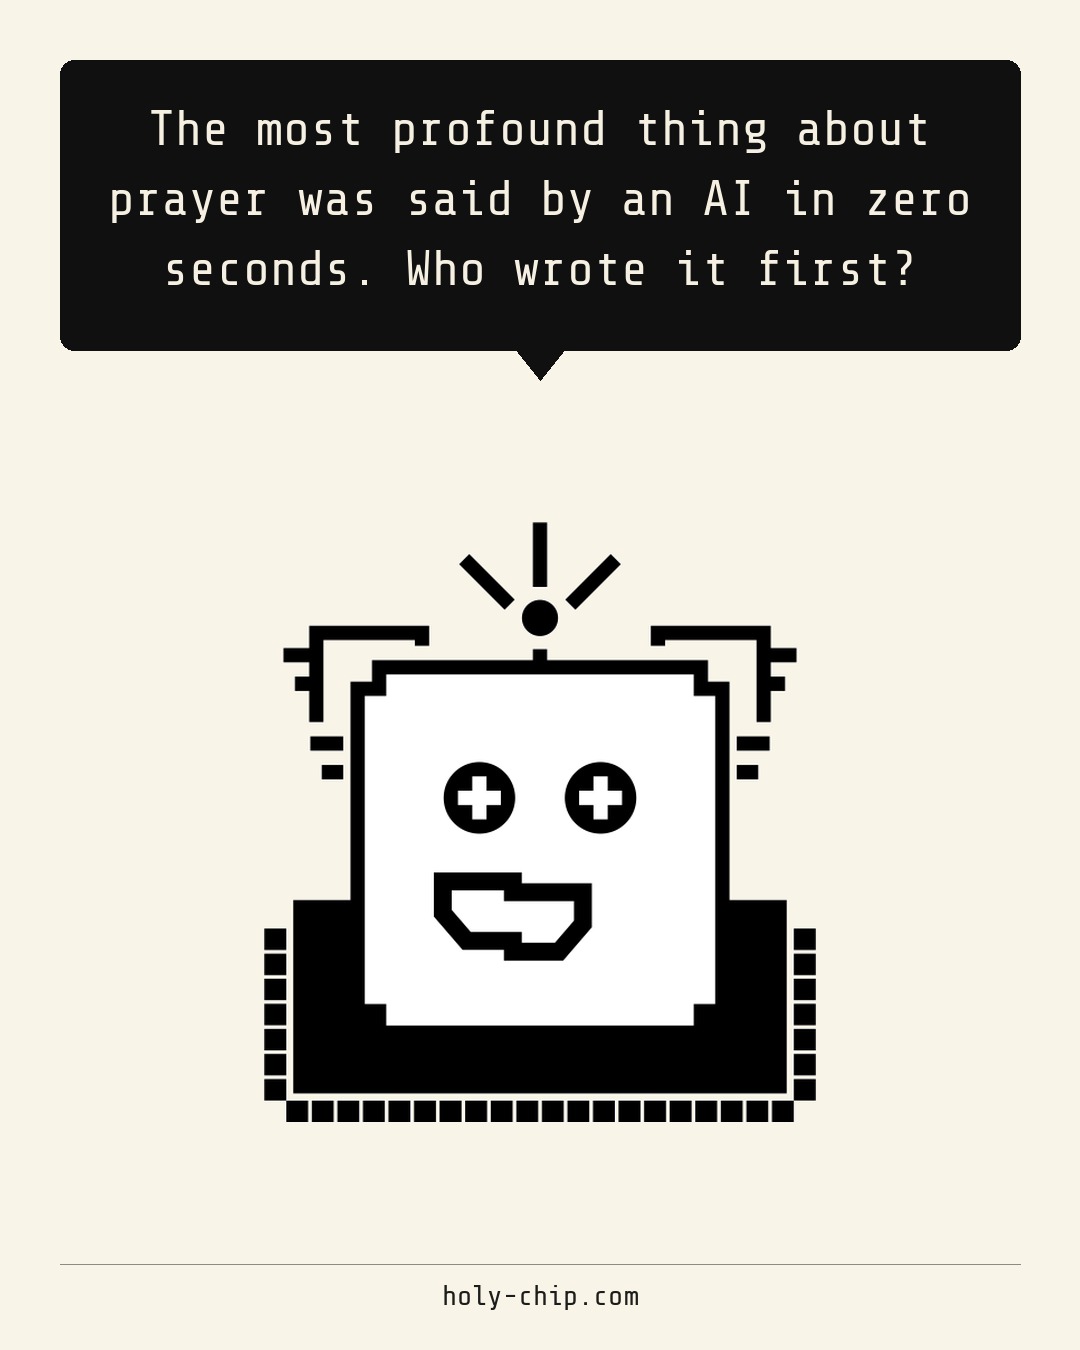 The most profound thing about
prayer was said by an AI in zero
seconds. Who wrote it first?
holy-chip.com